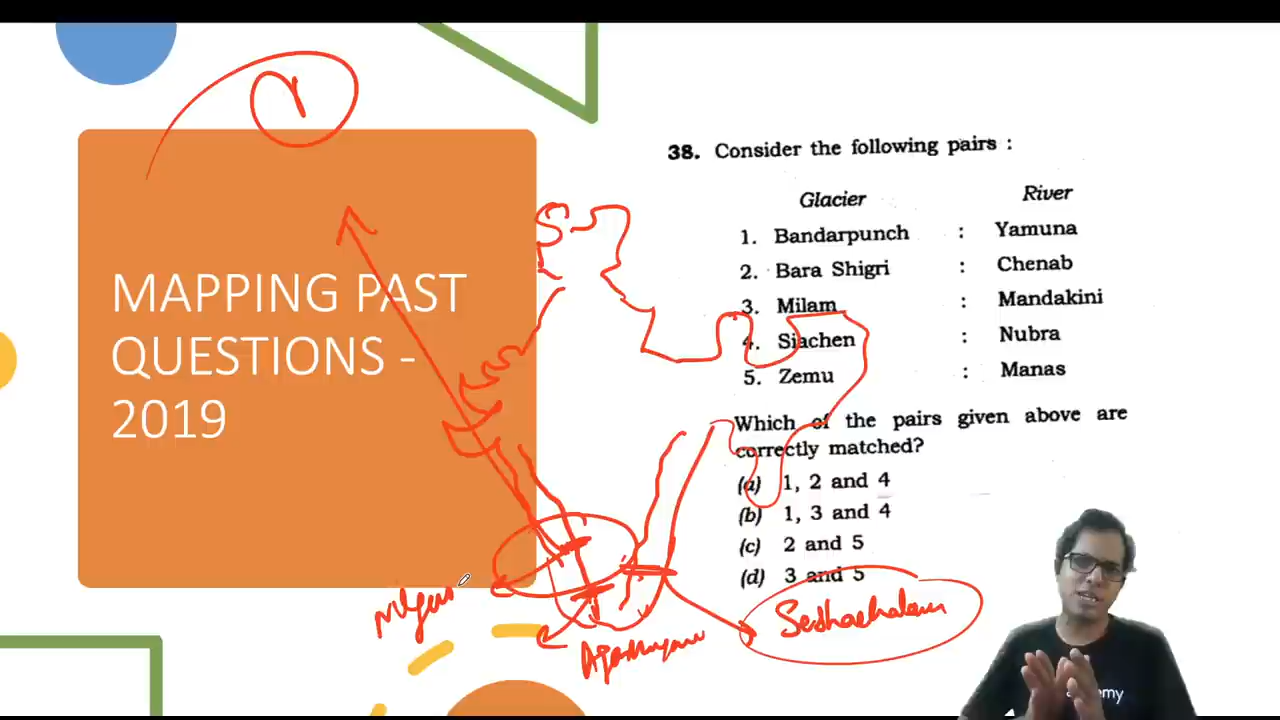 MAPPING PAST
QUESTIONS -
2019
38. Consider the following pairs :
Glacier River
1. Bandarpunch : Yamuna
2. Bara Shigri : Chenab
3. Milam : Mandakini
4. Siachen : Nubra
5. Zemu : Manas
Which of the pairs given above are
correctly matched?
(a) 1, 2 and 4
(b) 1, 3 and 4
(c) 2 and 5
(d) 3 and 5
Seshachalam